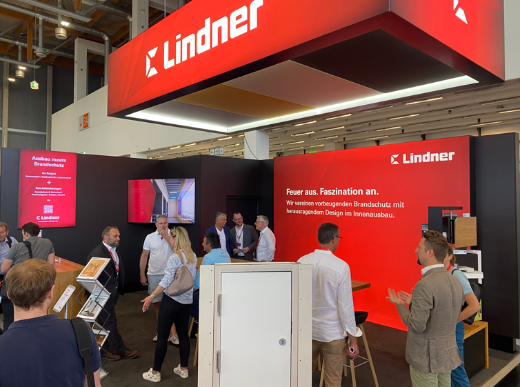 Lindner
Lindner
Feuer aus. Faszination an.
Wir vereinen vorbeugenden Brandschutz mit
herausragendem Design im Innenausbau.
Ausbau meets
Brandschutz
+
Lindner